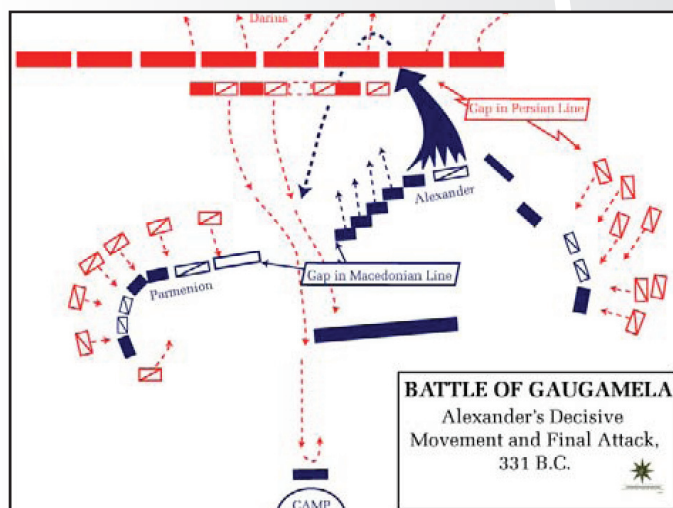 Darius
Gap in Persian Line
Alexander
Parmenion
Gap in Macedonian Line
BATTLE OF GAUGAMELA
Alexander's Decisive
Movement and Final Attack,
331 B.C.
CAMP